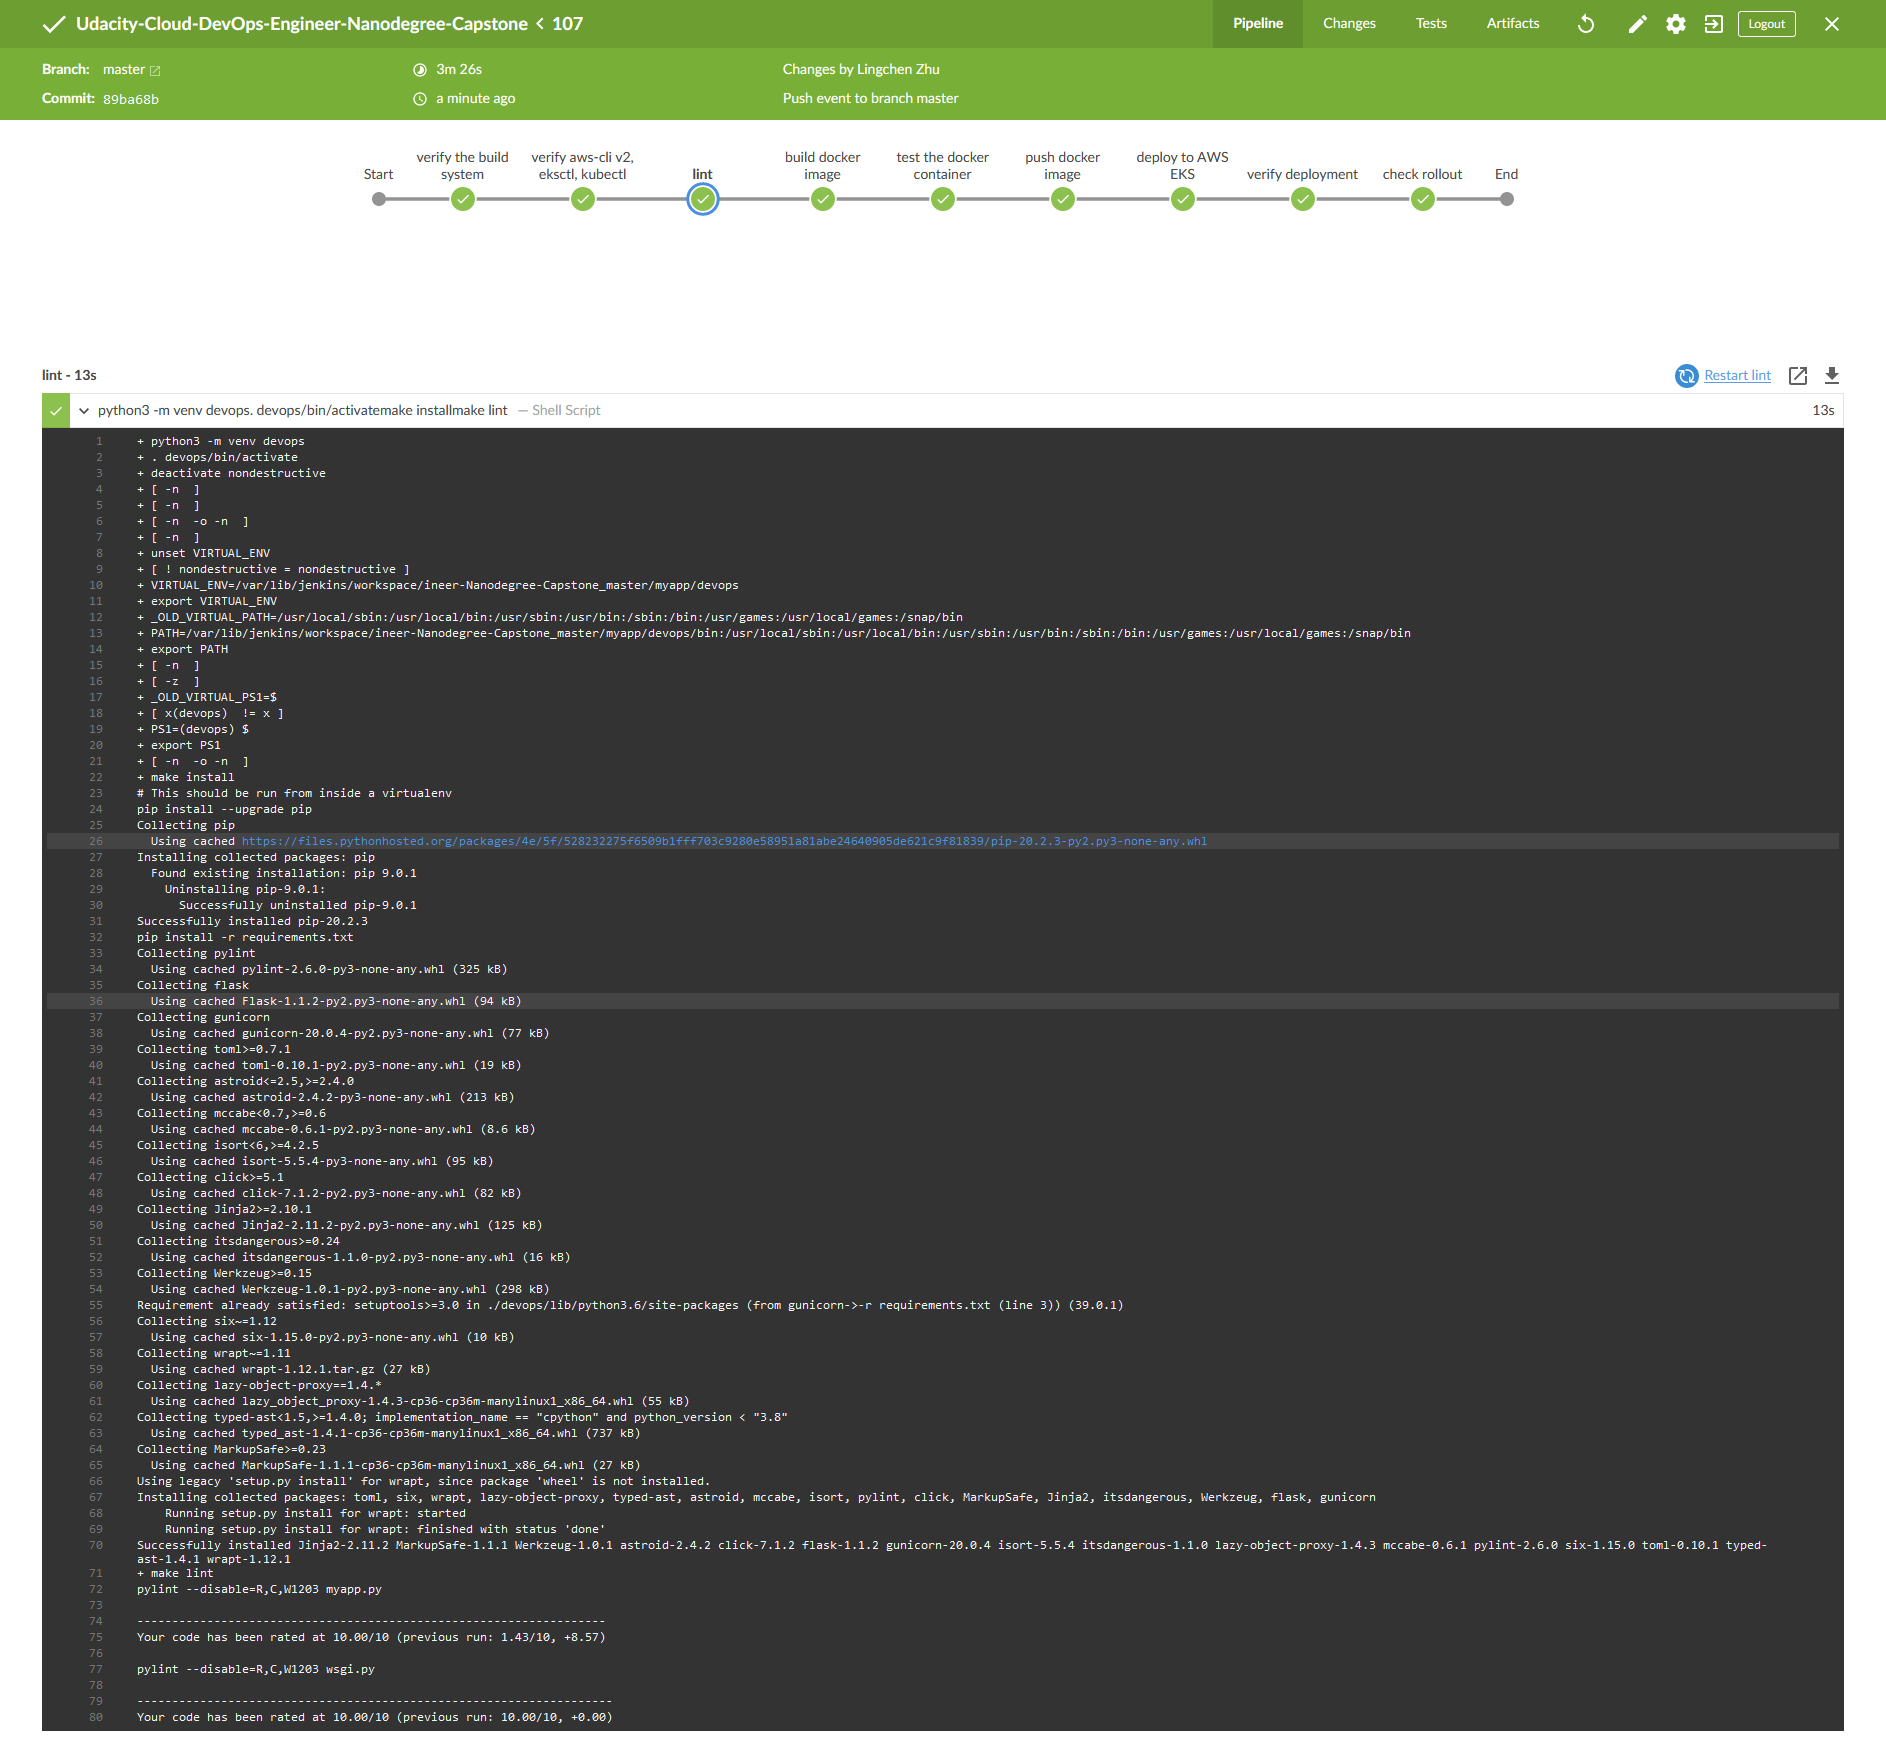 Udacity-Cloud-DevOps-Engineer-Nanodegree-Capstone < 107
Pipeline Changes Tests Artifacts Logout
Branch: master 3m 26s Changes by Lingchen Zhu
Commit: 89ba68b a minute ago Push event to branch master
Start
verify the build system
verify aws-cli v2, eksctl, kubectl
lint
build docker image
test the docker container
push docker image
deploy to AWS EKS
verify deployment
check rollout
End
lint - 13s Restart lint
python3 -m venv devops. devops/bin/activatemake installmake lint — Shell Script 13s
1 + python3 -m venv devops
2 + . devops/bin/activate
3 + deactivate nondestructive
4 + [ -n  ]
5 + [ -n  ]
6 + [ -n  -o -n  ]
7 + [ -n  ]
8 + unset VIRTUAL_ENV
9 + [ ! nondestructive = nondestructive ]
10 + VIRTUAL_ENV=/var/lib/jenkins/workspace/ineer-Nanodegree-Capstone_master/myapp/devops
11 + export VIRTUAL_ENV
12 + _OLD_VIRTUAL_PATH=/usr/local/sbin:/usr/local/bin:/usr/sbin:/usr/bin:/sbin:/bin:/usr/games:/usr/local/games:/snap/bin
13 + PATH=/var/lib/jenkins/workspace/ineer-Nanodegree-Capstone_master/myapp/devops/bin:/usr/local/sbin:/usr/local/bin:/usr/sbin:/usr/bin:/sbin:/bin:/usr/games:/usr/local/games:/snap/bin
14 + export PATH
15 + [ -n  ]
16 + [ -z  ]
17 + _OLD_VIRTUAL_PS1=$
18 + [ x(devops)  != x ]
19 + PS1=(devops) $
20 + export PS1
21 + [ -n  -o -n  ]
22 + make install
23 # This should be run from inside a virtualenv
24 pip install --upgrade pip
25 Collecting pip
26 Using cached https://files.pythonhosted.org/packages/4e/5f/528232275f6509b1fff703c9280e58951a81abe24640905de621c9f81839/pip-20.2.3-py2.py3-none-any.whl
27 Installing collected packages: pip
28 Found existing installation: pip 9.0.1
29 Uninstalling pip-9.0.1:
30 Successfully uninstalled pip-9.0.1
31 Successfully installed pip-20.2.3
32 pip install -r requirements.txt
33 Collecting pylint
34 Using cached pylint-2.6.0-py3-none-any.whl (325 kB)
35 Collecting flask
36 Using cached Flask-1.1.2-py2.py3-none-any.whl (94 kB)
37 Collecting gunicorn
38 Using cached gunicorn-20.0.4-py2.py3-none-any.whl (77 kB)
39 Collecting toml>=0.7.1
40 Using cached toml-0.10.1-py2.py3-none-any.whl (19 kB)
41 Collecting astroid<=2.5,>=2.4.0
42 Using cached astroid-2.4.2-py3-none-any.whl (213 kB)
43 Collecting mccabe<0.7,>=0.6
44 Using cached mccabe-0.6.1-py2.py3-none-any.whl (8.6 kB)
45 Collecting isort<6,>=4.2.5
46 Using cached isort-5.5.4-py3-none-any.whl (95 kB)
47 Collecting click>=5.1
48 Using cached click-7.1.2-py2.py3-none-any.whl (82 kB)
49 Collecting Jinja2>=2.10.1
50 Using cached Jinja2-2.11.2-py2.py3-none-any.whl (125 kB)
51 Collecting itsdangerous>=0.24
52 Using cached itsdangerous-1.1.0-py2.py3-none-any.whl (16 kB)
53 Collecting Werkzeug>=0.15
54 Using cached Werkzeug-1.0.1-py2.py3-none-any.whl (298 kB)
55 Requirement already satisfied: setuptools>=3.0 in ./devops/lib/python3.6/site-packages (from gunicorn->-r requirements.txt (line 3)) (39.0.1)
56 Collecting six~=1.12
57 Using cached six-1.15.0-py2.py3-none-any.whl (10 kB)
58 Collecting wrapt~=1.11
59 Using cached wrapt-1.12.1.tar.gz (27 kB)
60 Collecting lazy-object-proxy==1.4.*
61 Using cached lazy_object_proxy-1.4.3-cp36-cp36m-manylinux1_x86_64.whl (55 kB)
62 Collecting typed-ast<1.5,>=1.4.0; implementation_name == "cpython" and python_version < "3.8"
63 Using cached typed_ast-1.4.1-cp36-cp36m-manylinux1_x86_64.whl (737 kB)
64 Collecting MarkupSafe>=0.23
65 Using cached MarkupSafe-1.1.1-cp36-cp36m-manylinux1_x86_64.whl (27 kB)
66 Using legacy 'setup.py install' for wrapt, since package 'wheel' is not installed.
67 Installing collected packages: toml, six, wrapt, lazy-object-proxy, typed-ast, astroid, mccabe, isort, pylint, click, MarkupSafe, Jinja2, itsdangerous, Werkzeug, flask, gunicorn
68 Running setup.py install for wrapt: started
69 Running setup.py install for wrapt: finished with status 'done'
70 Successfully installed Jinja2-2.11.2 MarkupSafe-1.1.1 Werkzeug-1.0.1 astroid-2.4.2 click-7.1.2 flask-1.1.2 gunicorn-20.0.4 isort-5.5.4 itsdangerous-1.1.0 lazy-object-proxy-1.4.3 mccabe-0.6.1 pylint-2.6.0 six-1.15.0 toml-0.10.1 typed-
ast-1.4.1 wrapt-1.12.1
71 + make lint
72 pylint --disable=R,C,W1203 myapp.py
73
74 -------------------------------------------------------------------
75 Your code has been rated at 10.00/10 (previous run: 1.43/10, +8.57)
76
77 pylint --disable=R,C,W1203 wsgi.py
78
79 --------------------------------------------------------------------
80 Your code has been rated at 10.00/10 (previous run: 10.00/10, +0.00)